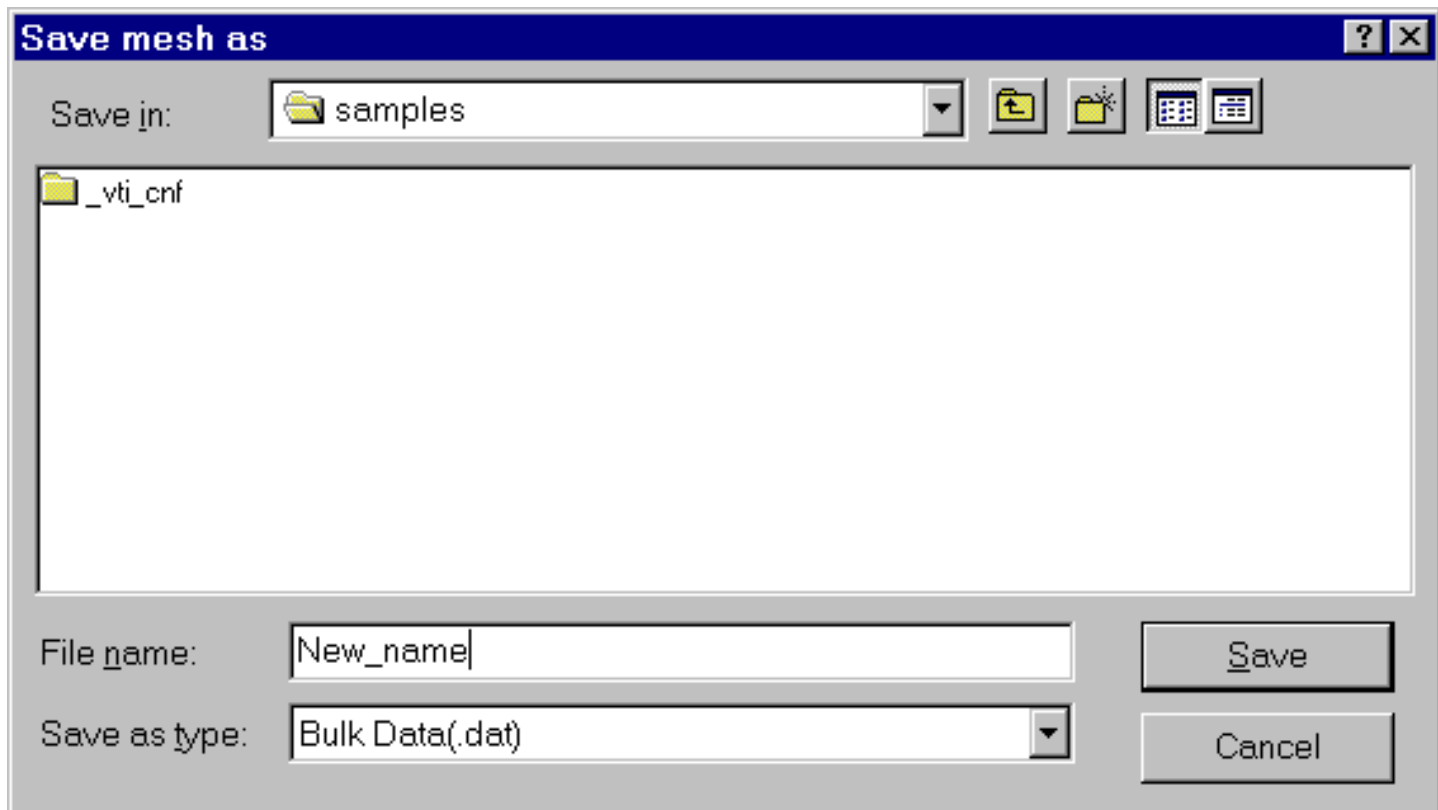 Save mesh as
Save in: samples
_vti_cnf
File name: New_name Save
Save as type: Bulk Data(.dat) Cancel